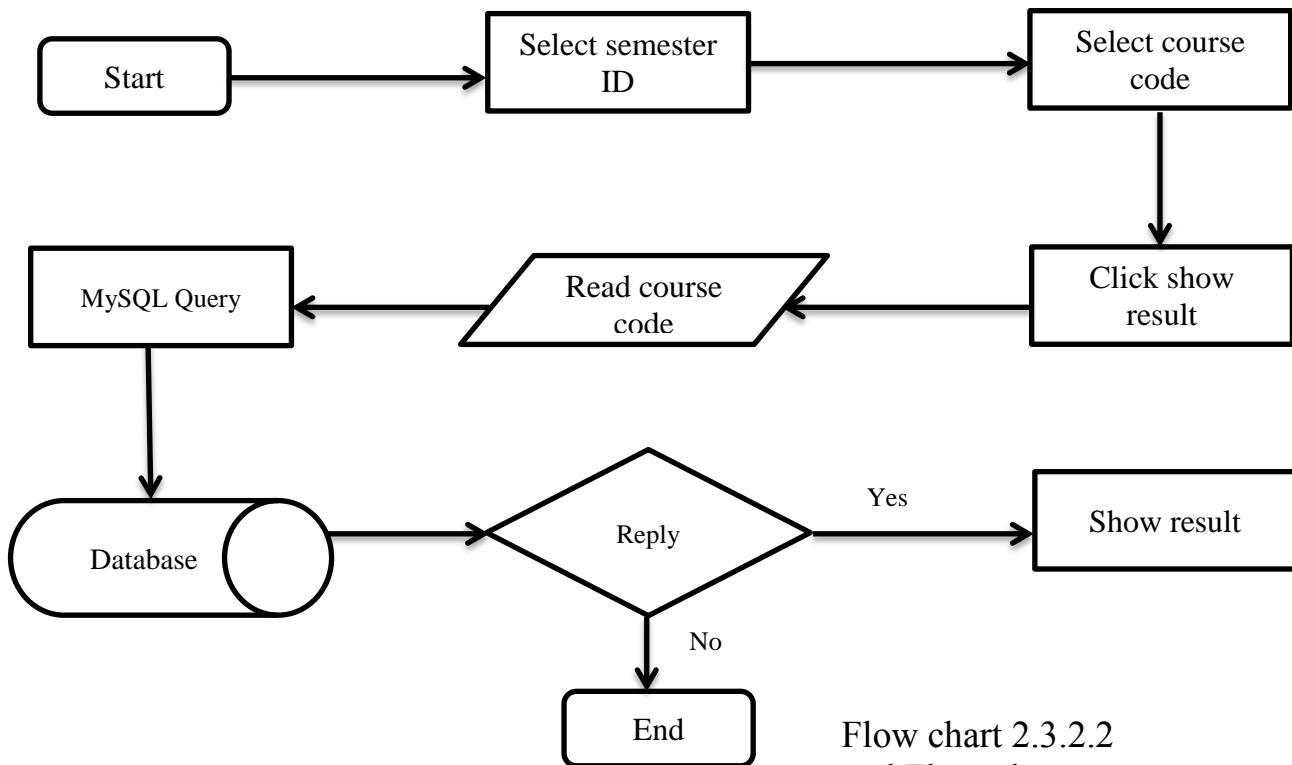 Start
Select semester
ID
Select course
code
Click show
result
Read course
code
MySQL Query
Database
Reply
Yes
Show result
No
End
Flow chart 2.3.2.2